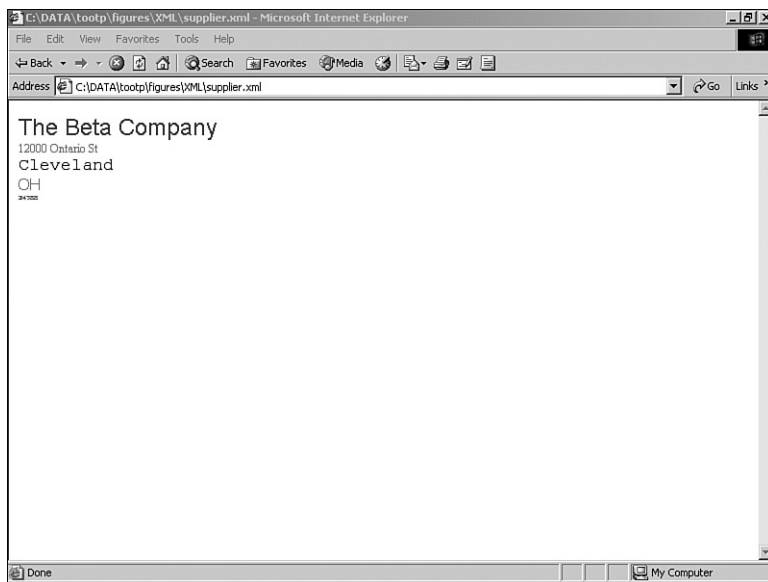 C:\DATA\tootp\figures\XML\supplier.xml - Microsoft Internet Explorer
File Edit View Favorites Tools Help
Back Search Favorites Media
Address C:\DATA\tootp\figures\XML\supplier.xml Go Links »
The Beta Company
12000 Ontario St
Cleveland
OH
Done My Computer